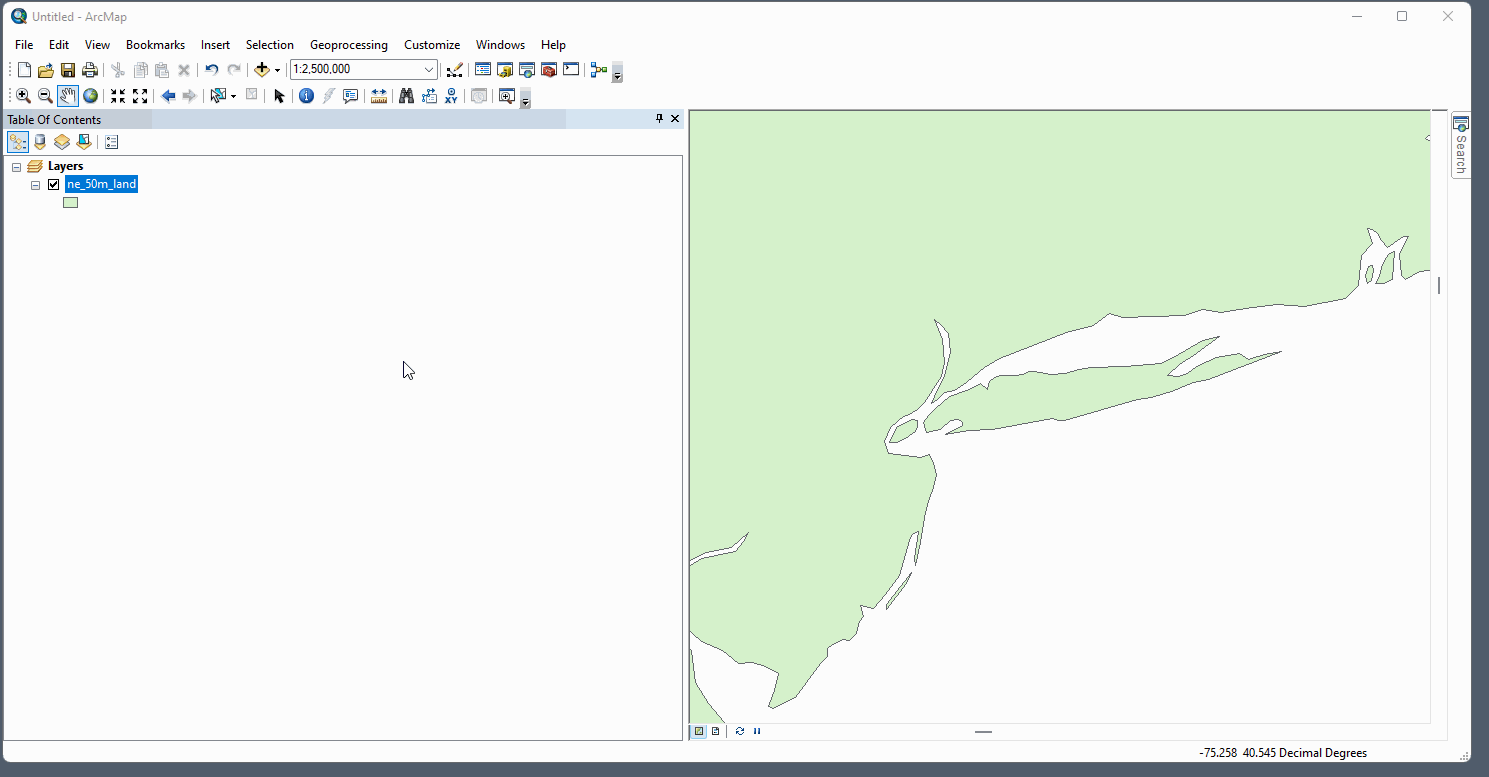 Untitled - ArcMap
File Edit View Bookmarks Insert Selection Geoprocessing Customize Windows Help
1:2,500,000
XY
Table Of Contents
Search
Layers
ne_50m_land
-75.258 40.545 Decimal Degrees